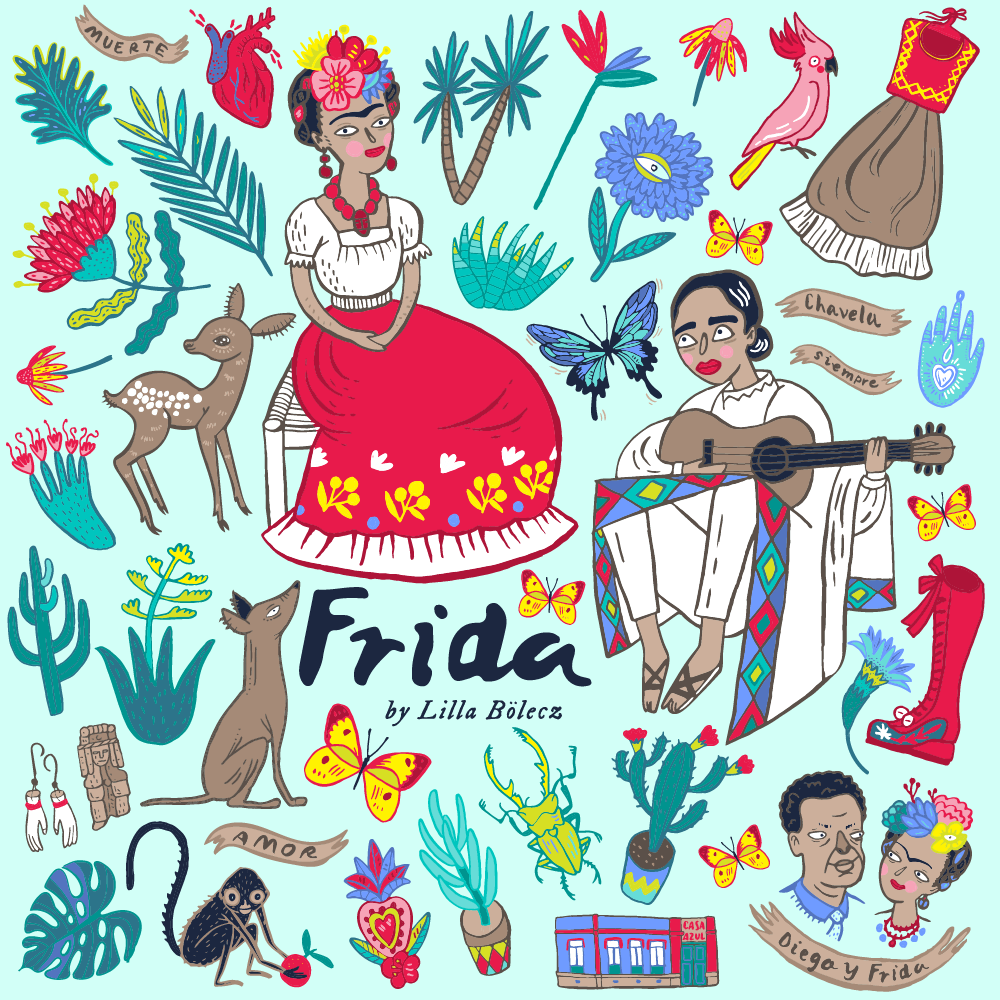 MUERTE
Chavela
siempre
Frida
by Lilla Bölecz
AMOR
CASA
AZUL
Diego y Frida